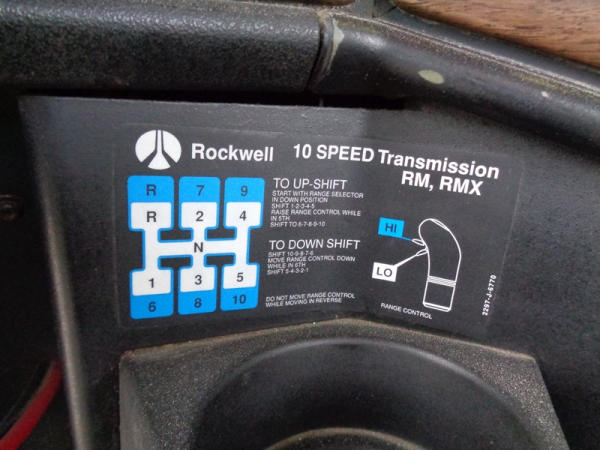 Rockwell 10 SPEED Transmission
RM, RMX
R 7 9
R 2 4
N
1 3 5
6 8 10
TO UP-SHIFT
START WITH RANGE SELECTOR
IN DOWN POSITION
SHIFT 1-2-3-4-5
RAISE RANGE CONTROL WHILE
IN 5TH
SHIFT TO 6-7-8-9-10
TO DOWN SHIFT
SHIFT 10-9-8-7-6
MOVE RANGE CONTROL DOWN
WHILE IN 6TH
SHIFT 5-4-3-2-1
DO NOT MOVE RANGE CONTROL
WHILE MOVING IN REVERSE
HI
LO
RANGE CONTROL
2297-J-6770